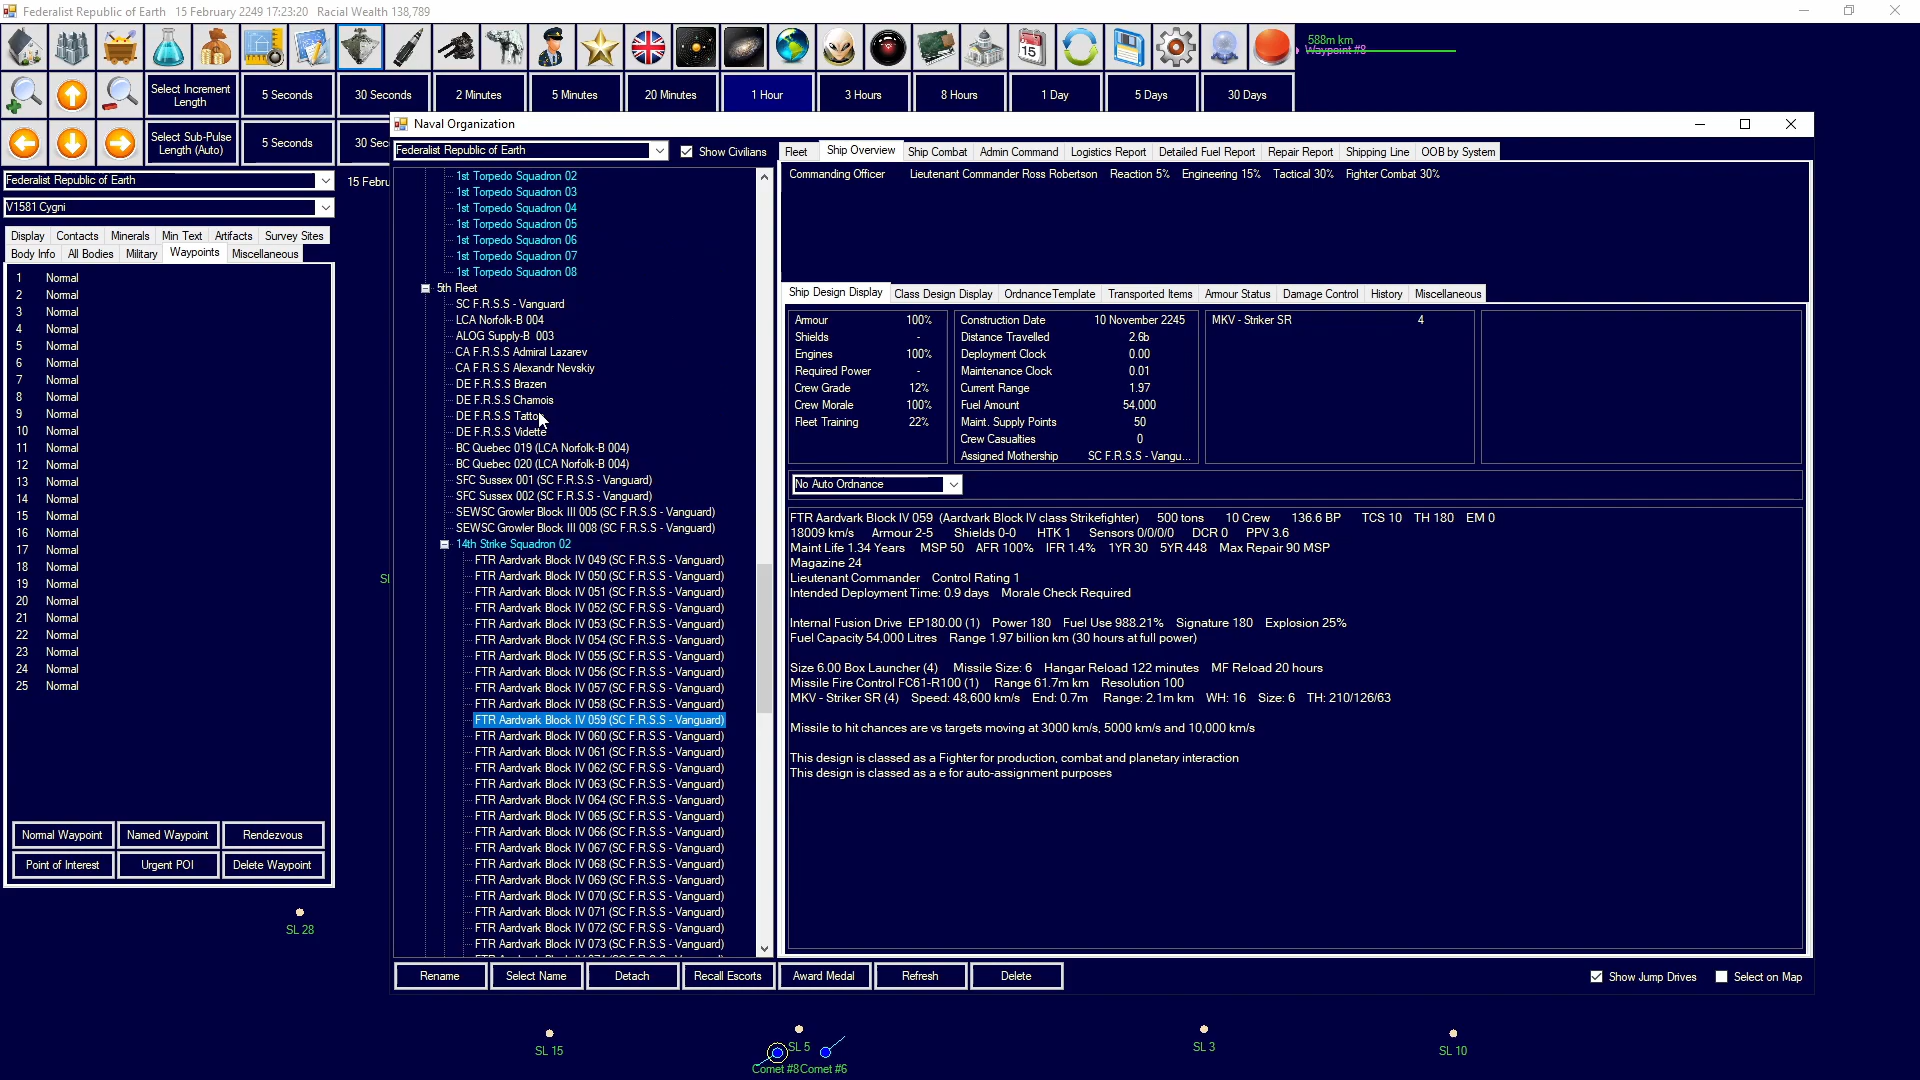 Federalist Republic of Earth   15 February 2249 17:23:20   Racial Wealth 138,789
588m km
Waypoint #8
Select Increment Length
5 Seconds
30 Seconds
2 Minutes
5 Minutes
20 Minutes
1 Hour
3 Hours
8 Hours
1 Day
5 Days
30 Days
Select Sub-Pulse Length (Auto)
5 Seconds
30 Sec
Federalist Republic of Earth
15 Febru
V1581 Cygni
Display Contacts Minerals Min Text Artifacts Survey Sites
Body Info All Bodies Military Waypoints Miscellaneous
1 Normal
2 Normal
3 Normal
4 Normal
5 Normal
6 Normal
7 Normal
8 Normal
9 Normal
10 Normal
11 Normal
12 Normal
13 Normal
14 Normal
15 Normal
16 Normal
17 Normal
18 Normal
19 Normal
20 Normal
21 Normal
22 Normal
23 Normal
24 Normal
25 Normal
Normal Waypoint Named Waypoint Rendezvous
Point of Interest Urgent POI Delete Waypoint
Naval Organization
Federalist Republic of Earth
Show Civilians
1st Torpedo Squadron 02
1st Torpedo Squadron 03
1st Torpedo Squadron 04
1st Torpedo Squadron 05
1st Torpedo Squadron 06
1st Torpedo Squadron 07
1st Torpedo Squadron 08
5th Fleet
SC F.R.S.S - Vanguard
LCA Norfolk-B 004
ALOG Supply-B 003
CA F.R.S.S Admiral Lazarev
CA F.R.S.S Alexandr Nevskiy
DE F.R.S.S Brazen
DE F.R.S.S Chamois
DE F.R.S.S Tatto
DE F.R.S.S Vidette
BC Quebec 019 (LCA Norfolk-B 004)
BC Quebec 020 (LCA Norfolk-B 004)
SFC Sussex 001 (SC F.R.S.S - Vanguard)
SFC Sussex 002 (SC F.R.S.S - Vanguard)
SEWSC Growler Block III 005 (SC F.R.S.S - Vanguard)
SEWSC Growler Block III 008 (SC F.R.S.S - Vanguard)
14th Strike Squadron 02
FTR Aardvark Block IV 049 (SC F.R.S.S - Vanguard)
FTR Aardvark Block IV 050 (SC F.R.S.S - Vanguard)
FTR Aardvark Block IV 051 (SC F.R.S.S - Vanguard)
FTR Aardvark Block IV 052 (SC F.R.S.S - Vanguard)
FTR Aardvark Block IV 053 (SC F.R.S.S - Vanguard)
FTR Aardvark Block IV 054 (SC F.R.S.S - Vanguard)
FTR Aardvark Block IV 055 (SC F.R.S.S - Vanguard)
FTR Aardvark Block IV 056 (SC F.R.S.S - Vanguard)
FTR Aardvark Block IV 057 (SC F.R.S.S - Vanguard)
FTR Aardvark Block IV 058 (SC F.R.S.S - Vanguard)
FTR Aardvark Block IV 059 (SC F.R.S.S - Vanguard)
FTR Aardvark Block IV 060 (SC F.R.S.S - Vanguard)
FTR Aardvark Block IV 061 (SC F.R.S.S - Vanguard)
FTR Aardvark Block IV 062 (SC F.R.S.S - Vanguard)
FTR Aardvark Block IV 063 (SC F.R.S.S - Vanguard)
FTR Aardvark Block IV 064 (SC F.R.S.S - Vanguard)
FTR Aardvark Block IV 065 (SC F.R.S.S - Vanguard)
FTR Aardvark Block IV 066 (SC F.R.S.S - Vanguard)
FTR Aardvark Block IV 067 (SC F.R.S.S - Vanguard)
FTR Aardvark Block IV 068 (SC F.R.S.S - Vanguard)
FTR Aardvark Block IV 069 (SC F.R.S.S - Vanguard)
FTR Aardvark Block IV 070 (SC F.R.S.S - Vanguard)
FTR Aardvark Block IV 071 (SC F.R.S.S - Vanguard)
FTR Aardvark Block IV 072 (SC F.R.S.S - Vanguard)
FTR Aardvark Block IV 073 (SC F.R.S.S - Vanguard)
Fleet Ship Overview Ship Combat Admin Command Logistics Report Detailed Fuel Report Repair Report Shipping Line OOB by System
Commanding Officer Lieutenant Commander Ross Robertson Reaction 5% Engineering 15% Tactical 30% Fighter Combat 30%
Ship Design Display Class Design Display Ordnance Template Transported Items Armour Status Damage Control History Miscellaneous
Armour 100%
Shields -
Engines 100%
Required Power -
Crew Grade 12%
Crew Morale 100%
Fleet Training 22%
Construction Date 10 November 2245
Distance Travelled 2.6b
Deployment Clock 0.00
Maintenance Clock 0.01
Current Range 1.97
Fuel Amount 54,000
Maint. Supply Points 50
Crew Casualties 0
Assigned Mothership SC F.R.S.S - Vangu...
MKV - Striker SR 4
No Auto Ordnance
FTR Aardvark Block IV 059 (Aardvark Block IV class Strikefighter) 500 tons 10 Crew 136.6 BP TCS 10 TH 180 EM 0
18009 km/s Armour 2-5 Shields 0-0 HTK 1 Sensors 0/0/0/0 DCR 0 PPV 3.6
Maint Life 1.34 Years MSP 50 AFR 100% IFR 1.4% 1YR 30 5YR 448 Max Repair 90 MSP
Magazine 24
Lieutenant Commander Control Rating 1
Intended Deployment Time: 0.9 days Morale Check Required
Internal Fusion Drive EP180.00 (1) Power 180 Fuel Use 988.21% Signature 180 Explosion 25%
Fuel Capacity 54,000 Litres Range 1.97 billion km (30 hours at full power)
Size 6.00 Box Launcher (4) Missile Size: 6 Hangar Reload 122 minutes MF Reload 20 hours
Missile Fire Control FC61-R100 (1) Range 61.7m km Resolution 100
MKV - Striker SR (4) Speed: 48,600 km/s End: 0.7m Range: 2.1m km WH: 16 Size: 6 TH: 210/126/63
Missile to hit chances are vs targets moving at 3000 km/s, 5000 km/s and 10,000 km/s
This design is classed as a Fighter for production, combat and planetary interaction
This design is classed as a e for auto-assignment purposes
Rename Select Name Detach Recall Escorts Award Medal Refresh Delete
Show Jump Drives Select on Map
SL 28
SL 15
SL 5
SL 3
SL 10
Comet #8 Comet #6